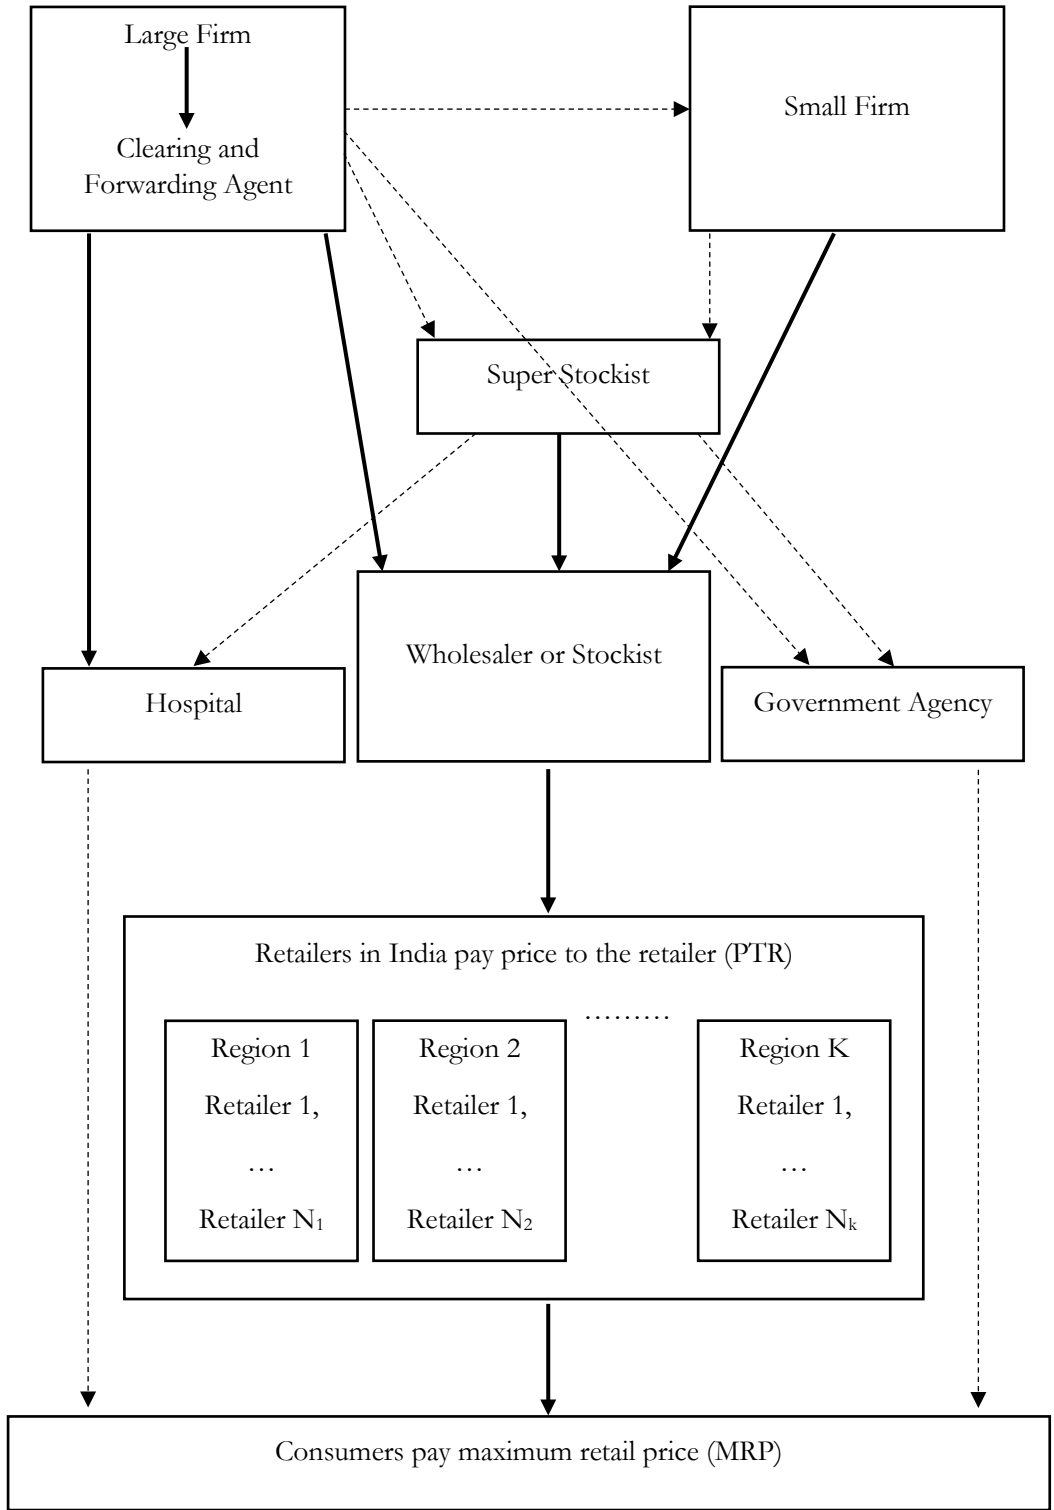 Large Firm
Clearing and
Forwarding Agent
Small Firm
Super Stockist
Wholesaler or Stockist
Hospital
Government Agency
Retailers in India pay price to the retailer (PTR)
………
Region 1
Retailer 1,
…
Retailer N₁
Region 2
Retailer 1,
…
Retailer N₂
Region K
Retailer 1,
…
Retailer Nₖ
Consumers pay maximum retail price (MRP)